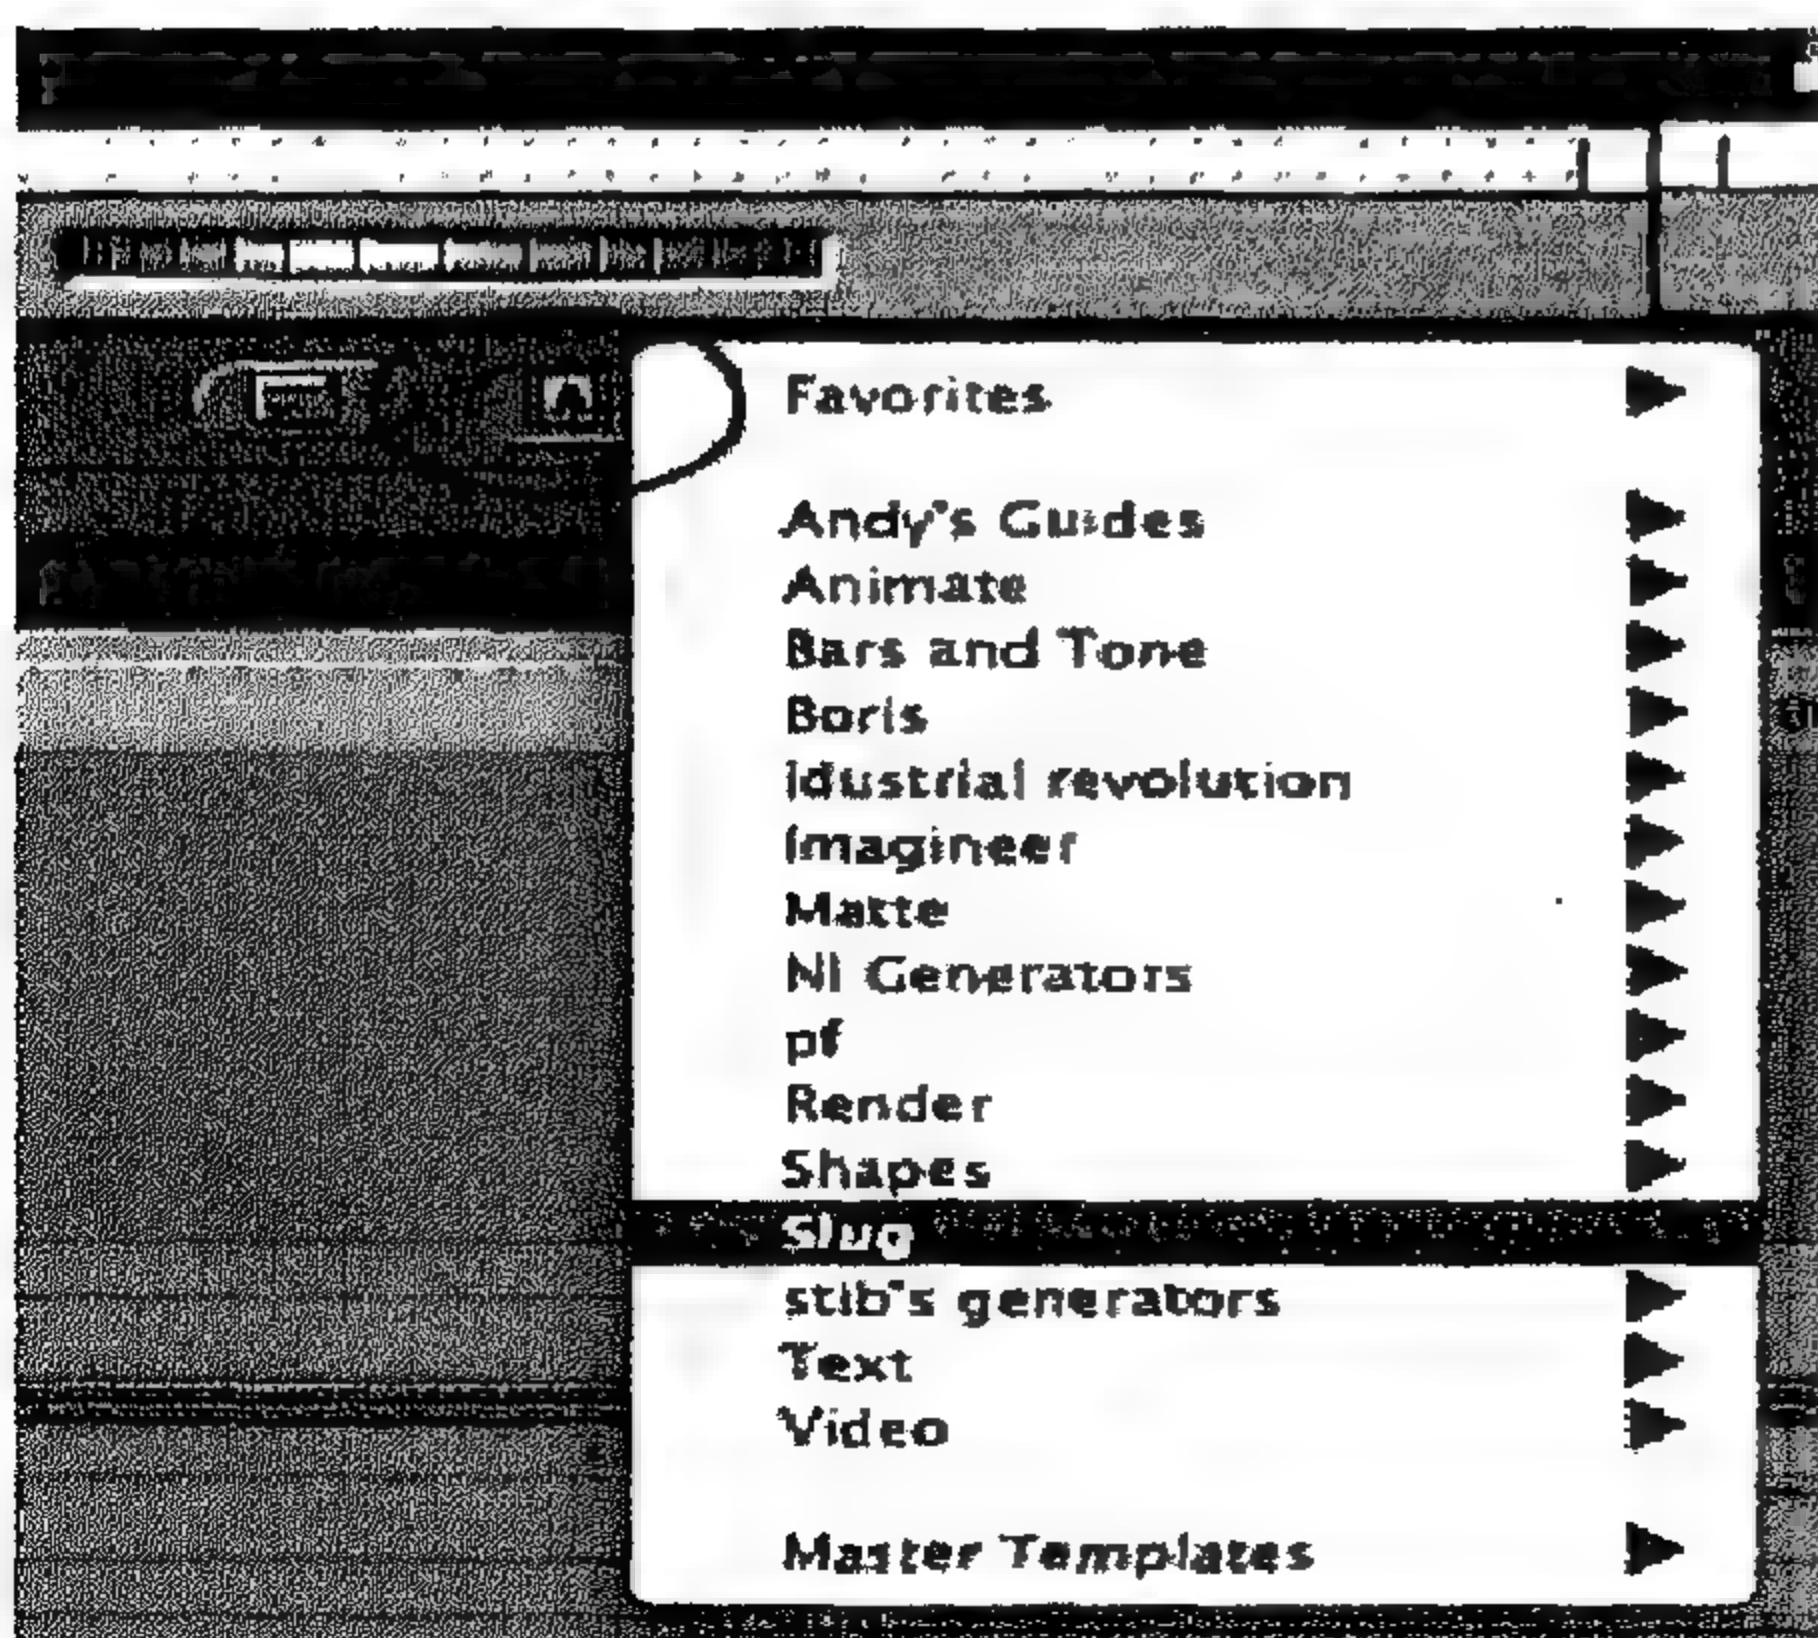 Favorites
Andy's Guides
Animate
Bars and Tone
Boris
idustrial revolution
Imagineer
Matte
NI Generators
pf
Render
Shapes
Slug
stib's generators
Text
Video
Master Templates